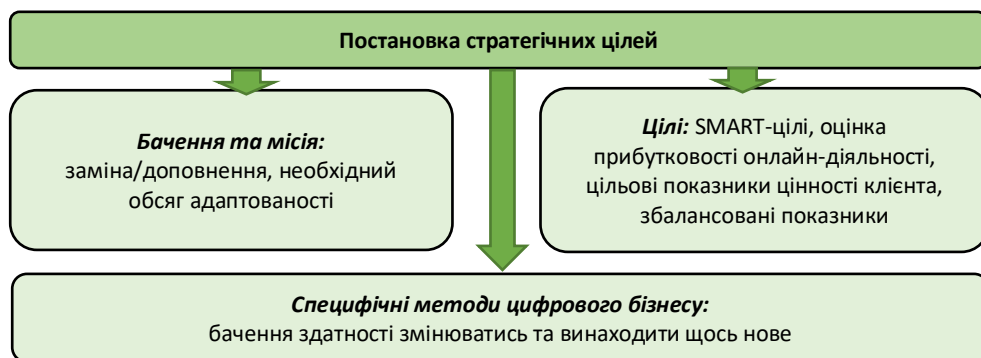 Постановка стратегічних цілей
Бачення та місія:
заміна/доповнення, необхідний
обсяг адаптованості
Цілі: SMART-цілі, оцінка
прибутковості онлайн-діяльності,
цільові показники цінності клієнта,
збалансовані показники
Специфічні методи цифрового бізнесу:
бачення здатності змінюватись та винаходити щось нове